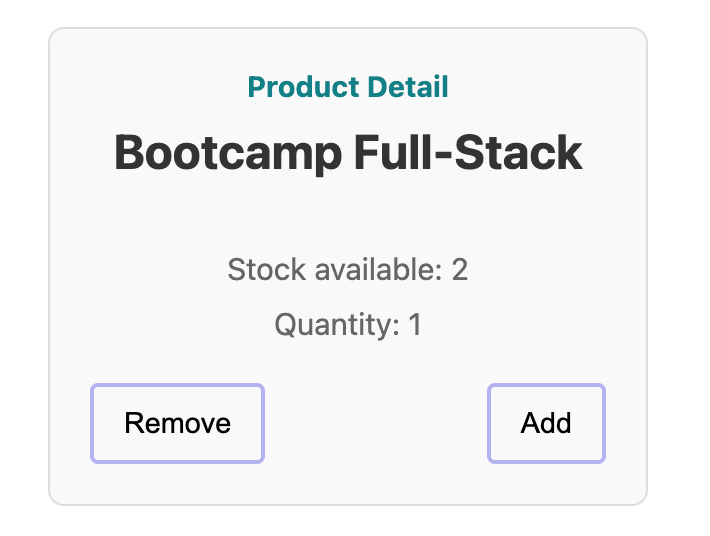 Product Detail
Bootcamp Full-Stack
Stock available: 2
Quantity: 1
Remove
Add